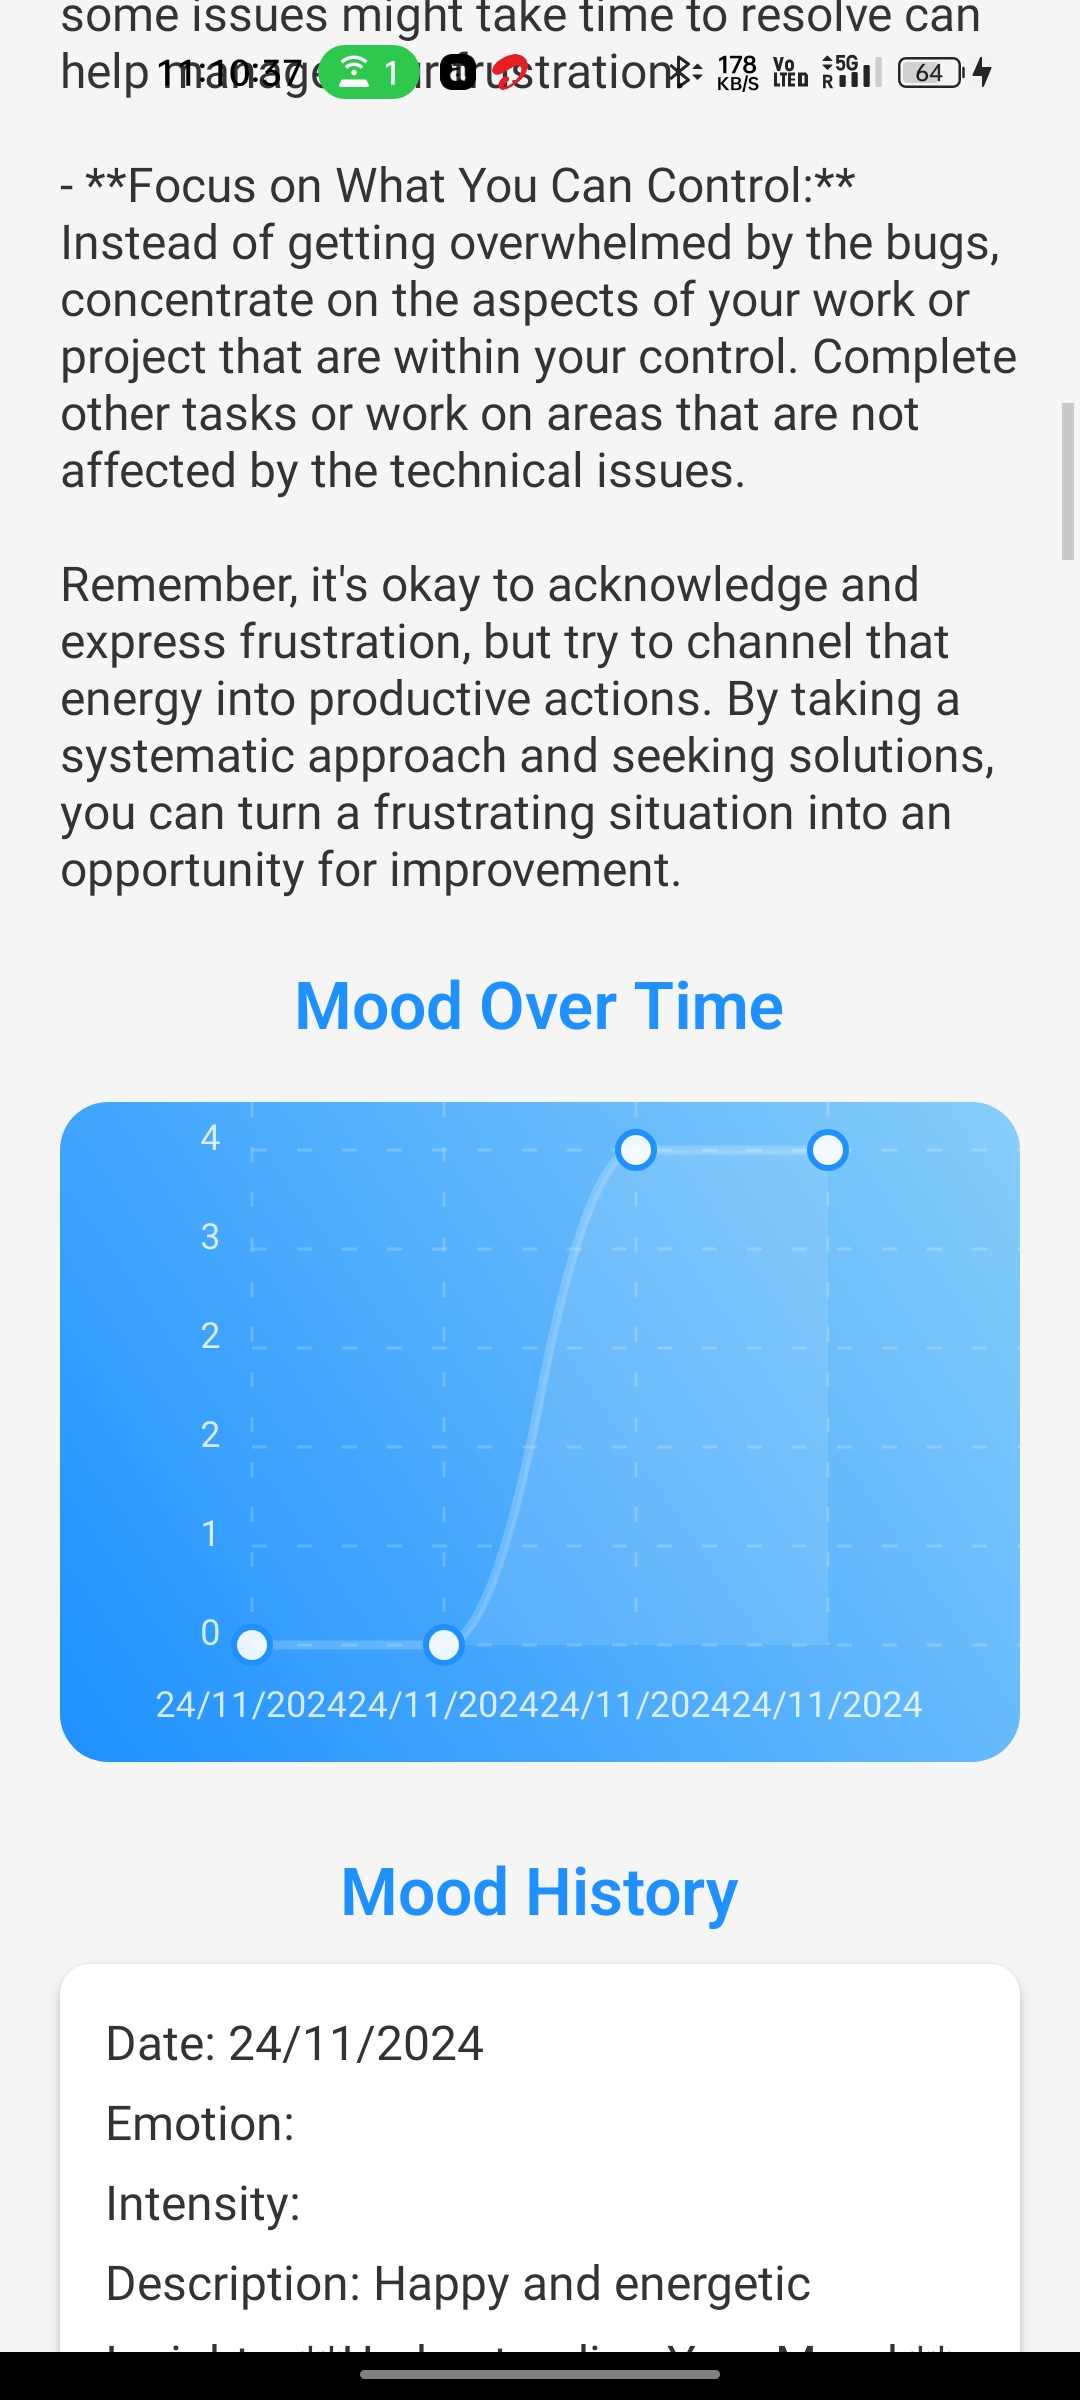 some issues might take time to resolve can
help manage your frustration.
11:10:37 1 a 178 KB/S Vo LTE D 5G R 64
- **Focus on What You Can Control:**
Instead of getting overwhelmed by the bugs,
concentrate on the aspects of your work or
project that are within your control. Complete
other tasks or work on areas that are not
affected by the technical issues.
Remember, it's okay to acknowledge and
express frustration, but try to channel that
energy into productive actions. By taking a
systematic approach and seeking solutions,
you can turn a frustrating situation into an
opportunity for improvement.
Mood Over Time
4
3
2
2
1
0
24/11/2024 24/11/2024 24/11/2024 24/11/2024
Mood History
Date: 24/11/2024
Emotion:
Intensity:
Description: Happy and energetic